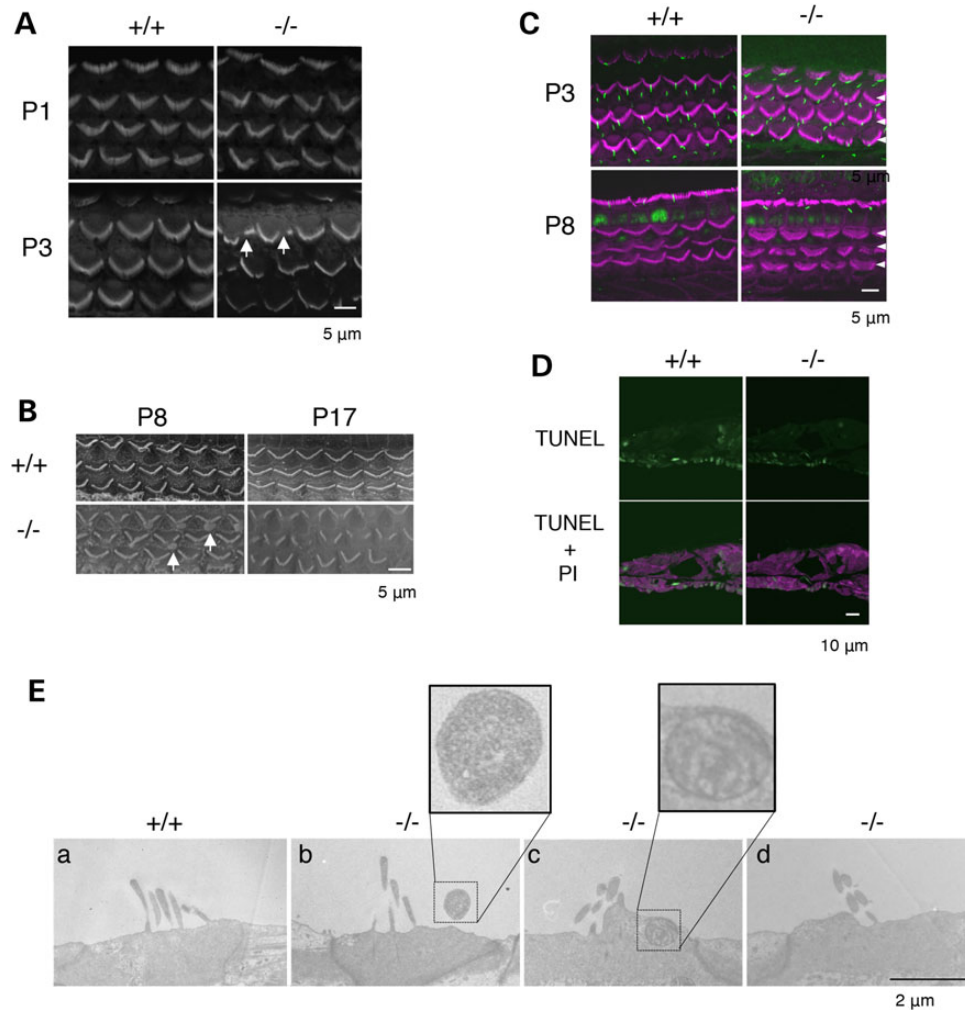 A
+/+ -/-
P1
P3
5 µm
B
P8 P17
+/+
-/-
5 µm
C
+/+ -/-
P3
5 µm
P8
5 µm
D
+/+ -/-
TUNEL
TUNEL
+
PI
10 µm
E
+/+ -/- -/- -/-
a b c d
2 µm